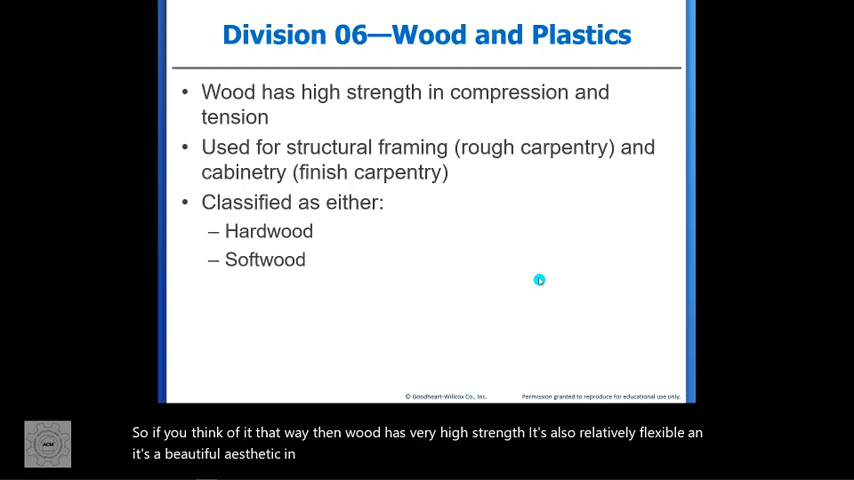 Division 06—Wood and Plastics
• Wood has high strength in compression and
tension
• Used for structural framing (rough carpentry) and
cabinetry (finish carpentry)
• Classified as either:
– Hardwood
– Softwood
© Goodheart-Willcox Co., Inc. Permission granted to reproduce for educational use only.
So if you think of it that way then wood has very high strength It's also relatively flexible an
it's a beautiful aesthetic in
ACM